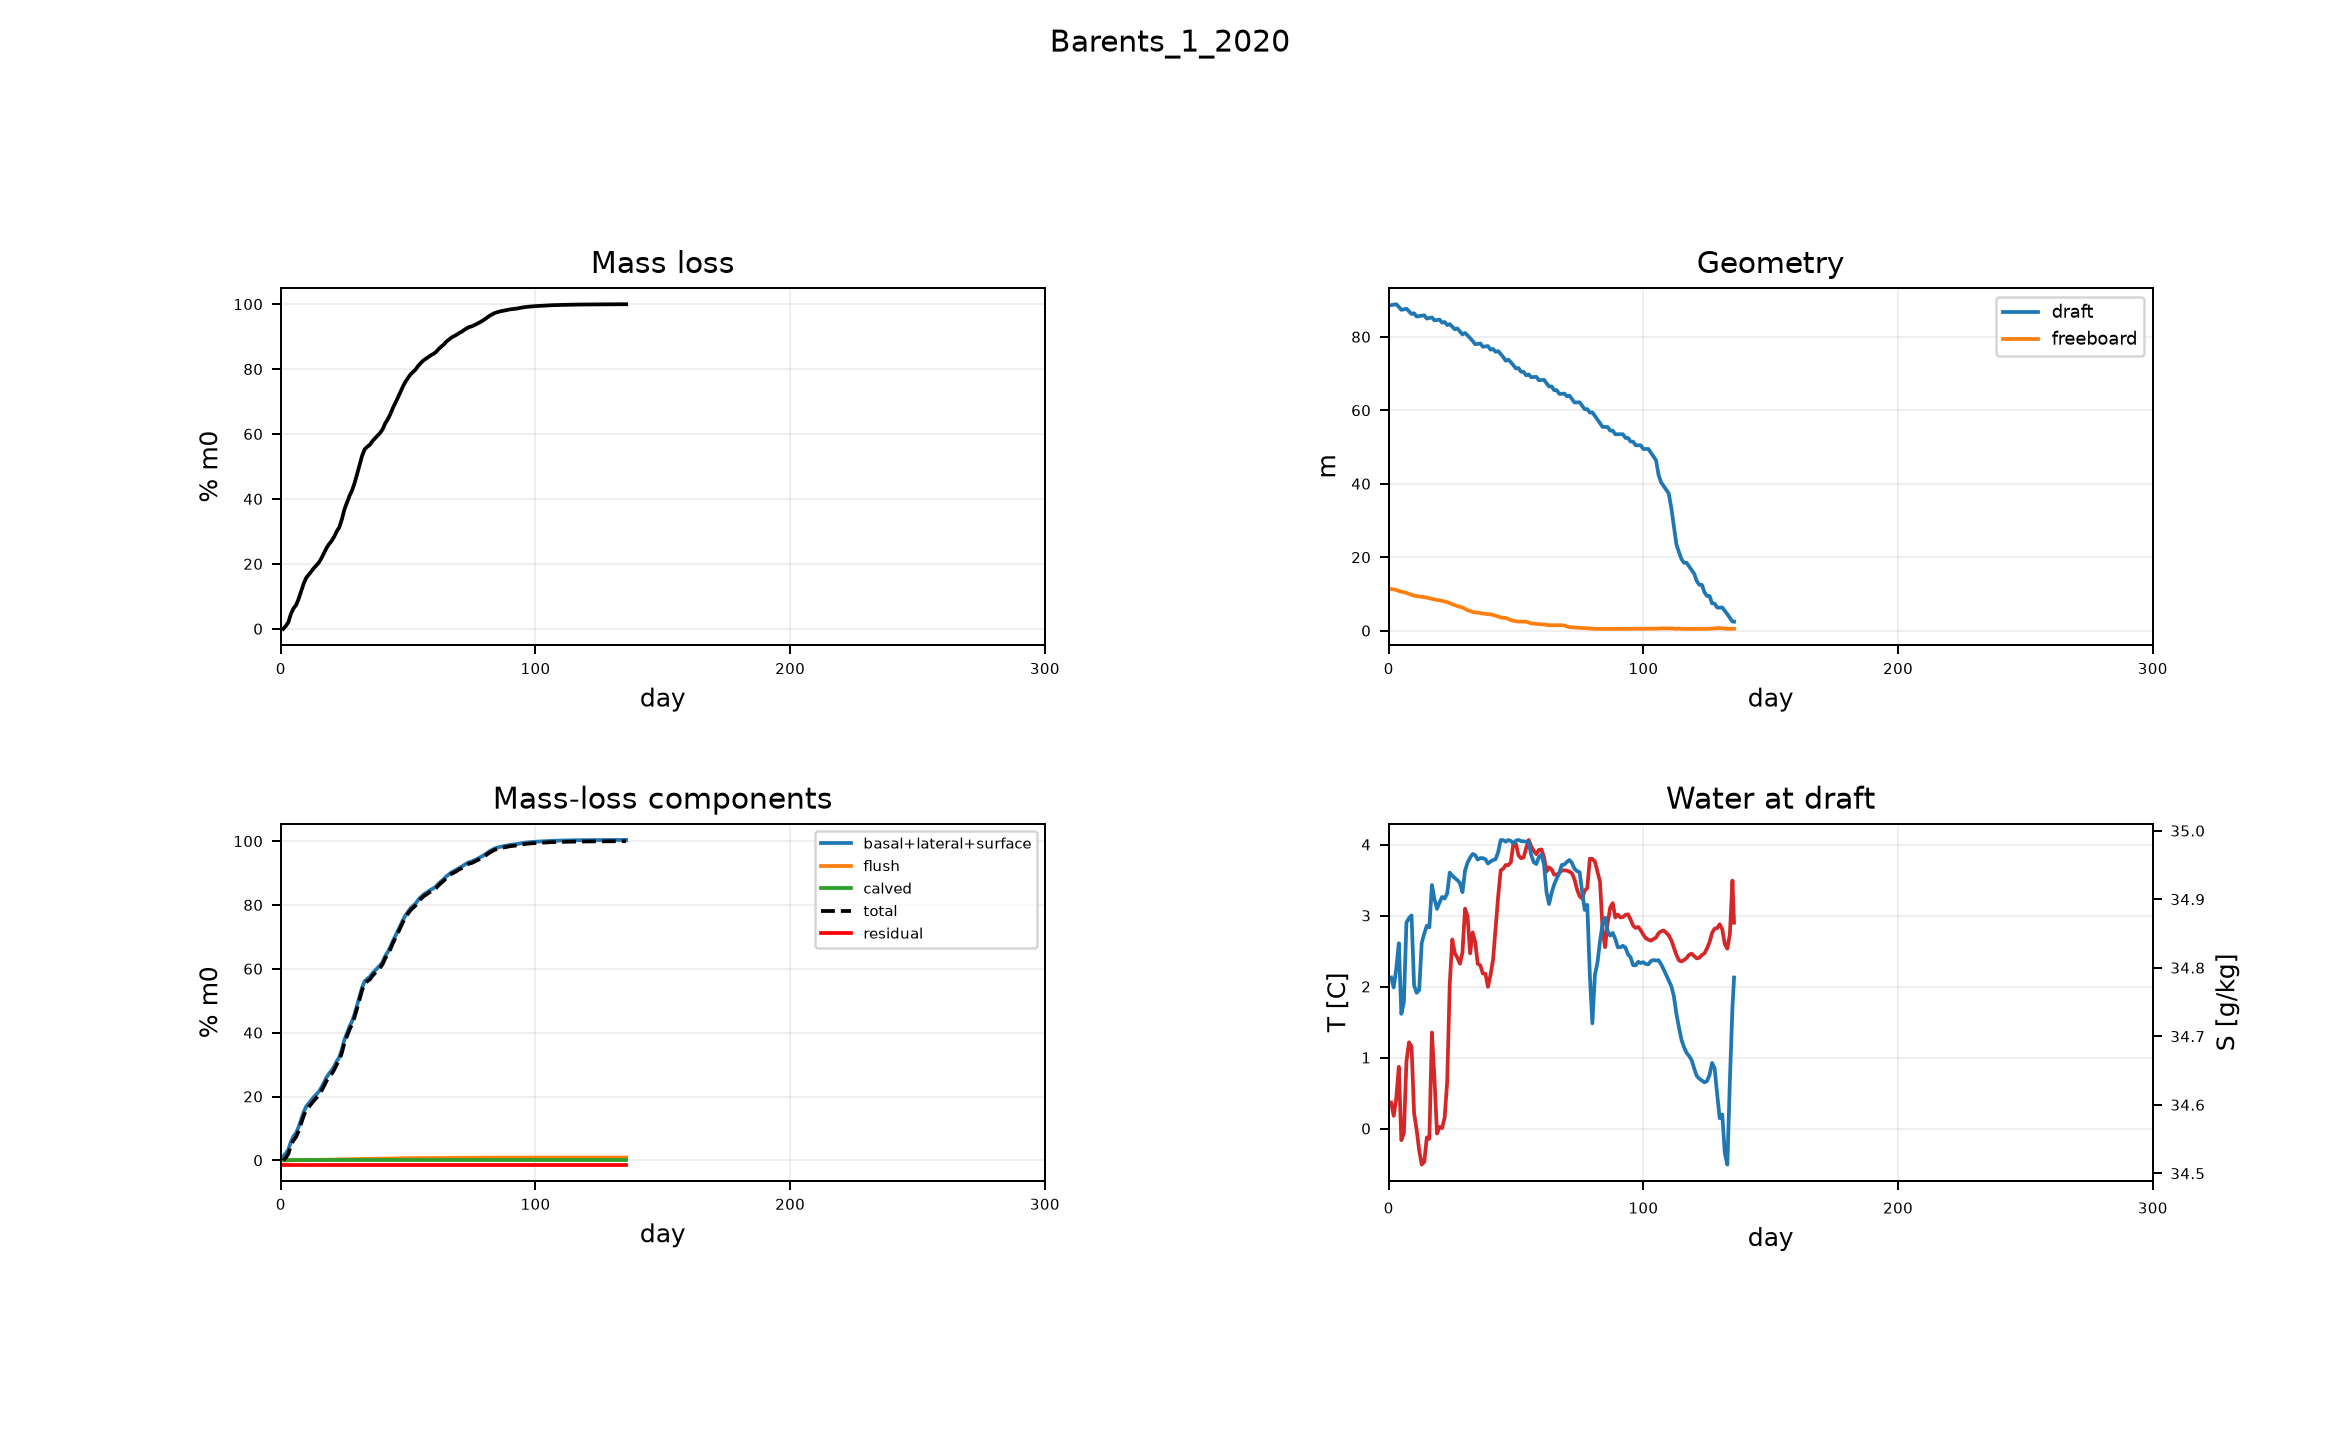 Barents_1_2020
Mass loss
% m0
100
80
60
40
20
0
0 100 200 300
day
Geometry
m
80
60
40
20
0
draft
freeboard
0 100 200 300
day
Mass-loss components
% m0
100
80
60
40
20
0
basal+lateral+surface
flush
calved
total
residual
0 100 200 300
day
Water at draft
T [C]
4
3
2
1
0
35.0
34.9
34.8
34.7
34.6
34.5
S [g/kg]
0 100 200 300
day